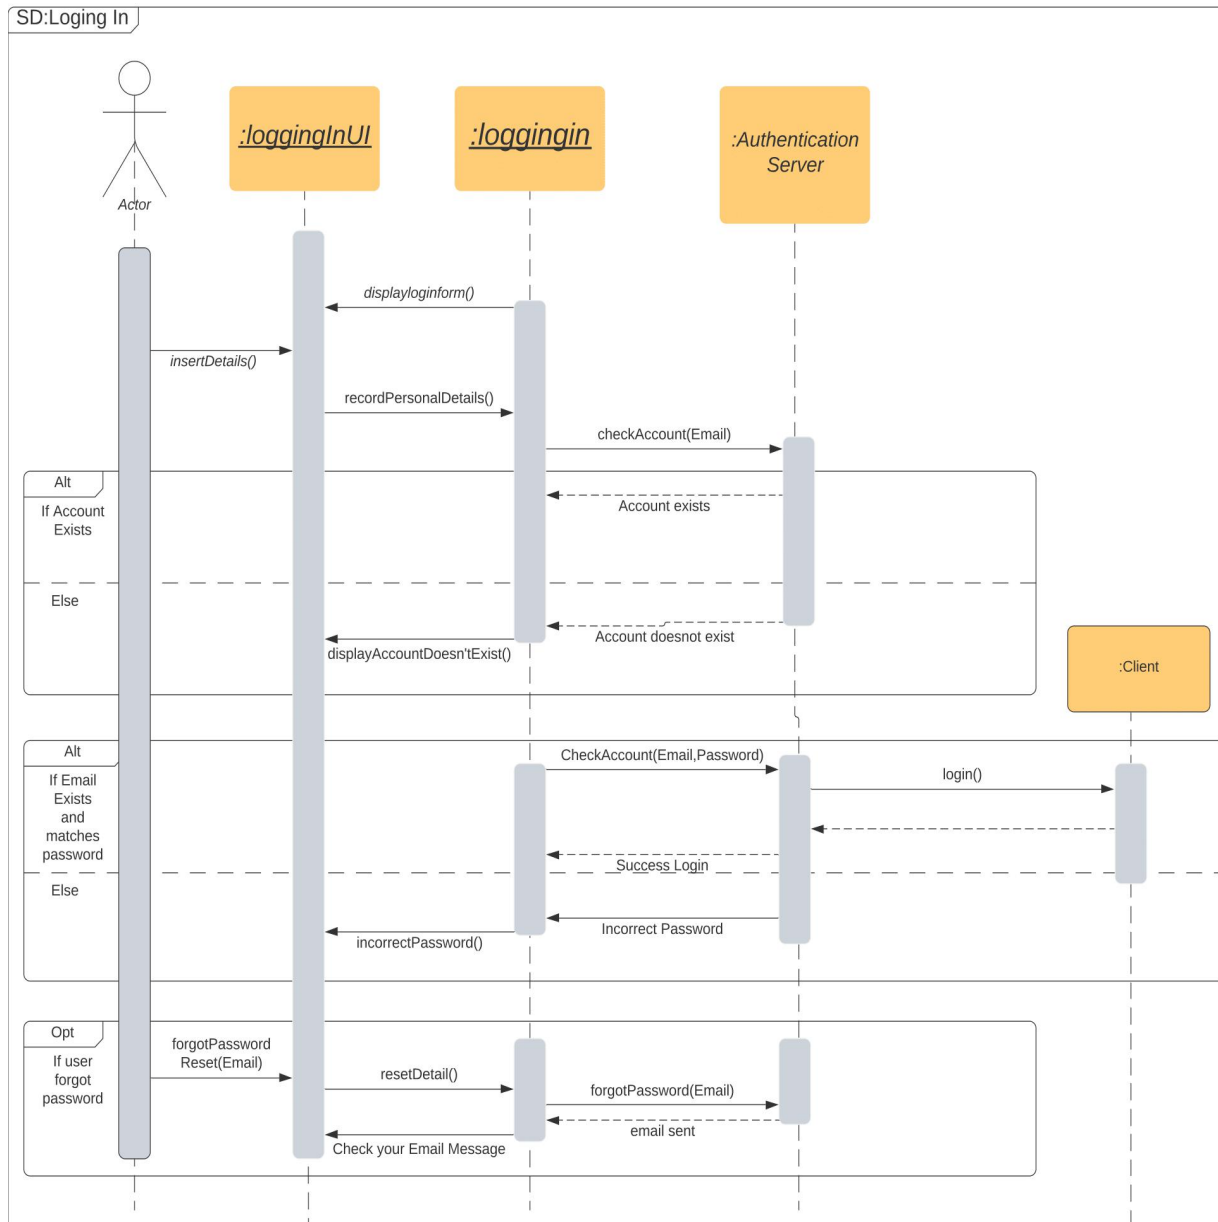 SD:Loging In
Actor
:loggingInUI
:loggingin
:Authentication
Server
displayloginform()
insertDetails()
recordPersonalDetails()
checkAccount(Email)
Alt
If Account
Exists
Account exists
Else
Account doesnot exist
displayAccountDoesn'tExist()
:Client
Alt
If Email
Exists
and
matches
password
CheckAccount(Email,Password)
login()
Success Login
Else
Incorrect Password
incorrectPassword()
Opt
If user
forgot
password
forgotPassword
Reset(Email)
resetDetail()
forgotPassword(Email)
email sent
Check your Email Message